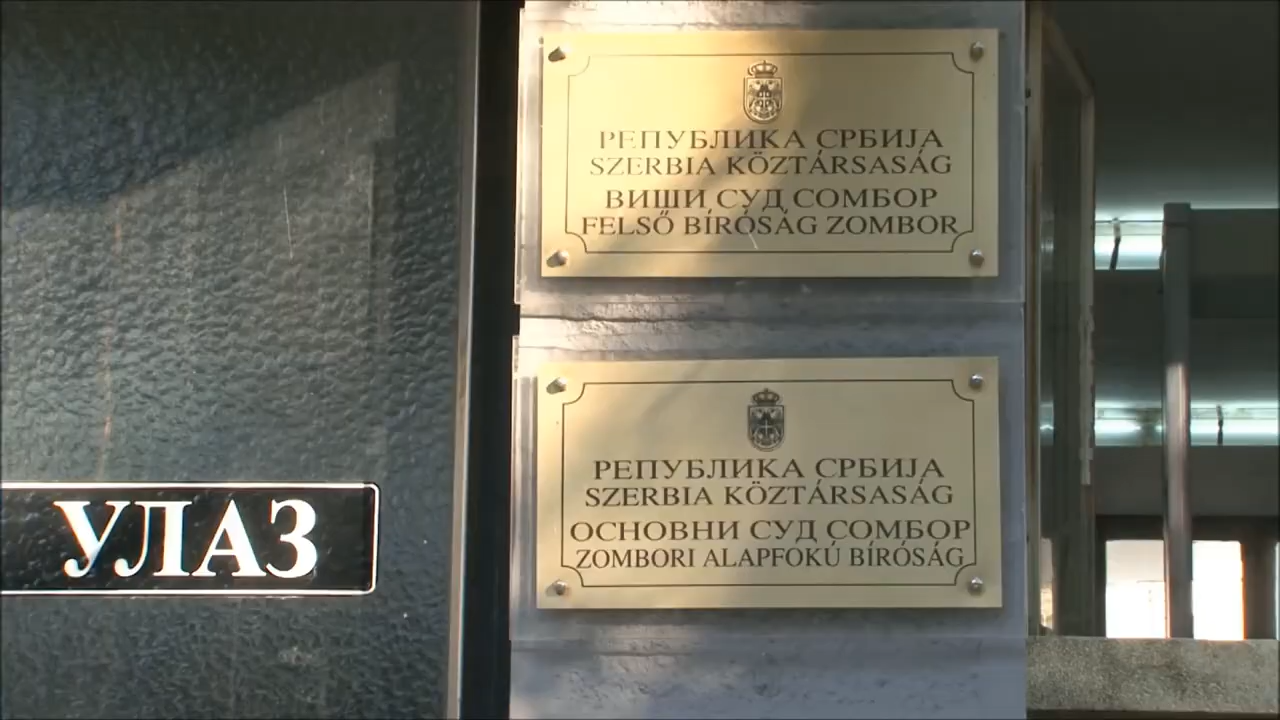 РЕПУБЛИКА СРБИЈА
SZERBIA KÖZTÁRSASÁG
ВИШИ СУД СОМБОР
FELSŐ BÍRÓSÁG ZOMBOR
РЕПУБЛИКА СРБИЈА
SZERBIA KÖZTÁRSASÁG
ОСНОВНИ СУД СОМБОР
ZOMBORI ALAPFOKÚ BÍRÓSÁG
УЛАЗ